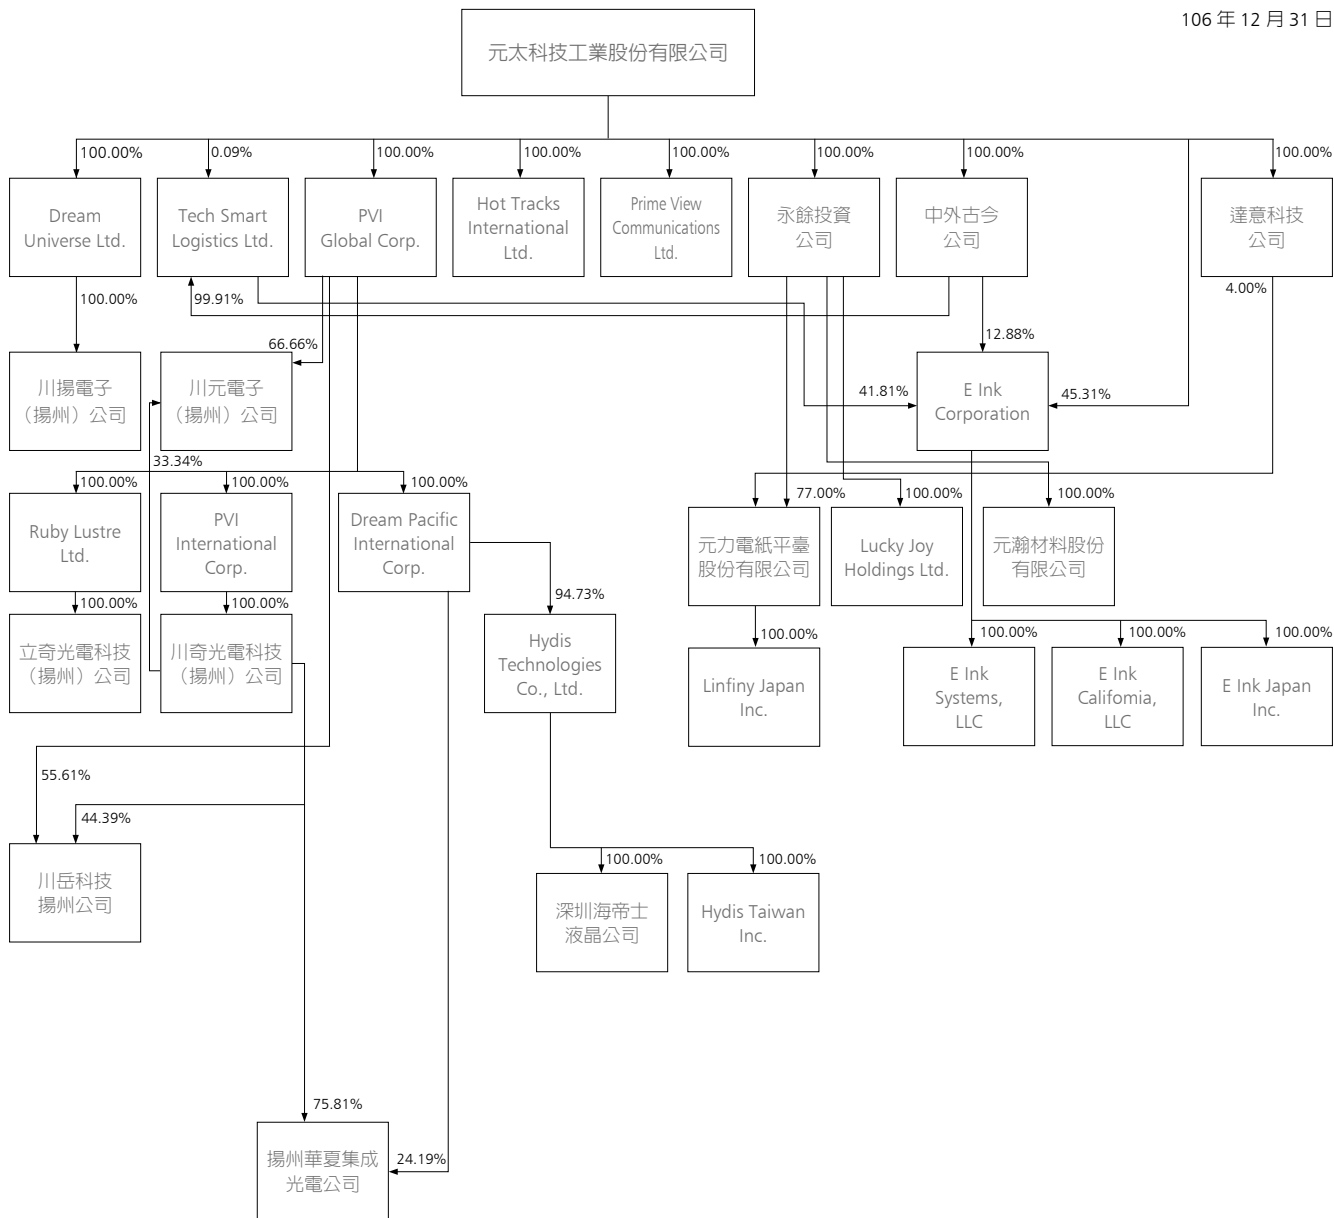 106 年 12 月 31 日
元太科技工業股份有限公司
100.00%
0.09%
100.00%
100.00%
100.00%
100.00%
100.00%
100.00%
Dream
Universe Ltd.
Tech Smart
Logistics Ltd.
PVI
Global Corp.
Hot Tracks
International
Ltd.
Prime View
Communications
Ltd.
永餘投資
公司
中外古今
公司
達意科技
公司
100.00%
99.91%
4.00%
66.66%
12.88%
川揚電子
（揚州）公司
川元電子
（揚州）公司
41.81%
E Ink
Corporation
45.31%
33.34%
100.00%
100.00%
100.00%
77.00%
100.00%
100.00%
Ruby Lustre
Ltd.
PVI
International
Corp.
Dream Pacific
International
Corp.
元力電紙平臺
股份有限公司
Lucky Joy
Holdings Ltd.
元瀚材料股份
有限公司
100.00%
100.00%
94.73%
100.00%
100.00%
100.00%
100.00%
立奇光電科技
（揚州）公司
川奇光電科技
（揚州）公司
Hydis
Technologies
Co., Ltd.
Linfiny Japan
Inc.
E Ink
Systems,
LLC
E Ink
Califomia,
LLC
E Ink Japan
Inc.
55.61%
44.39%
川岳科技
揚州公司
100.00%
100.00%
深圳海帝士
液晶公司
Hydis Taiwan
Inc.
75.81%
揚州華夏集成
光電公司
24.19%